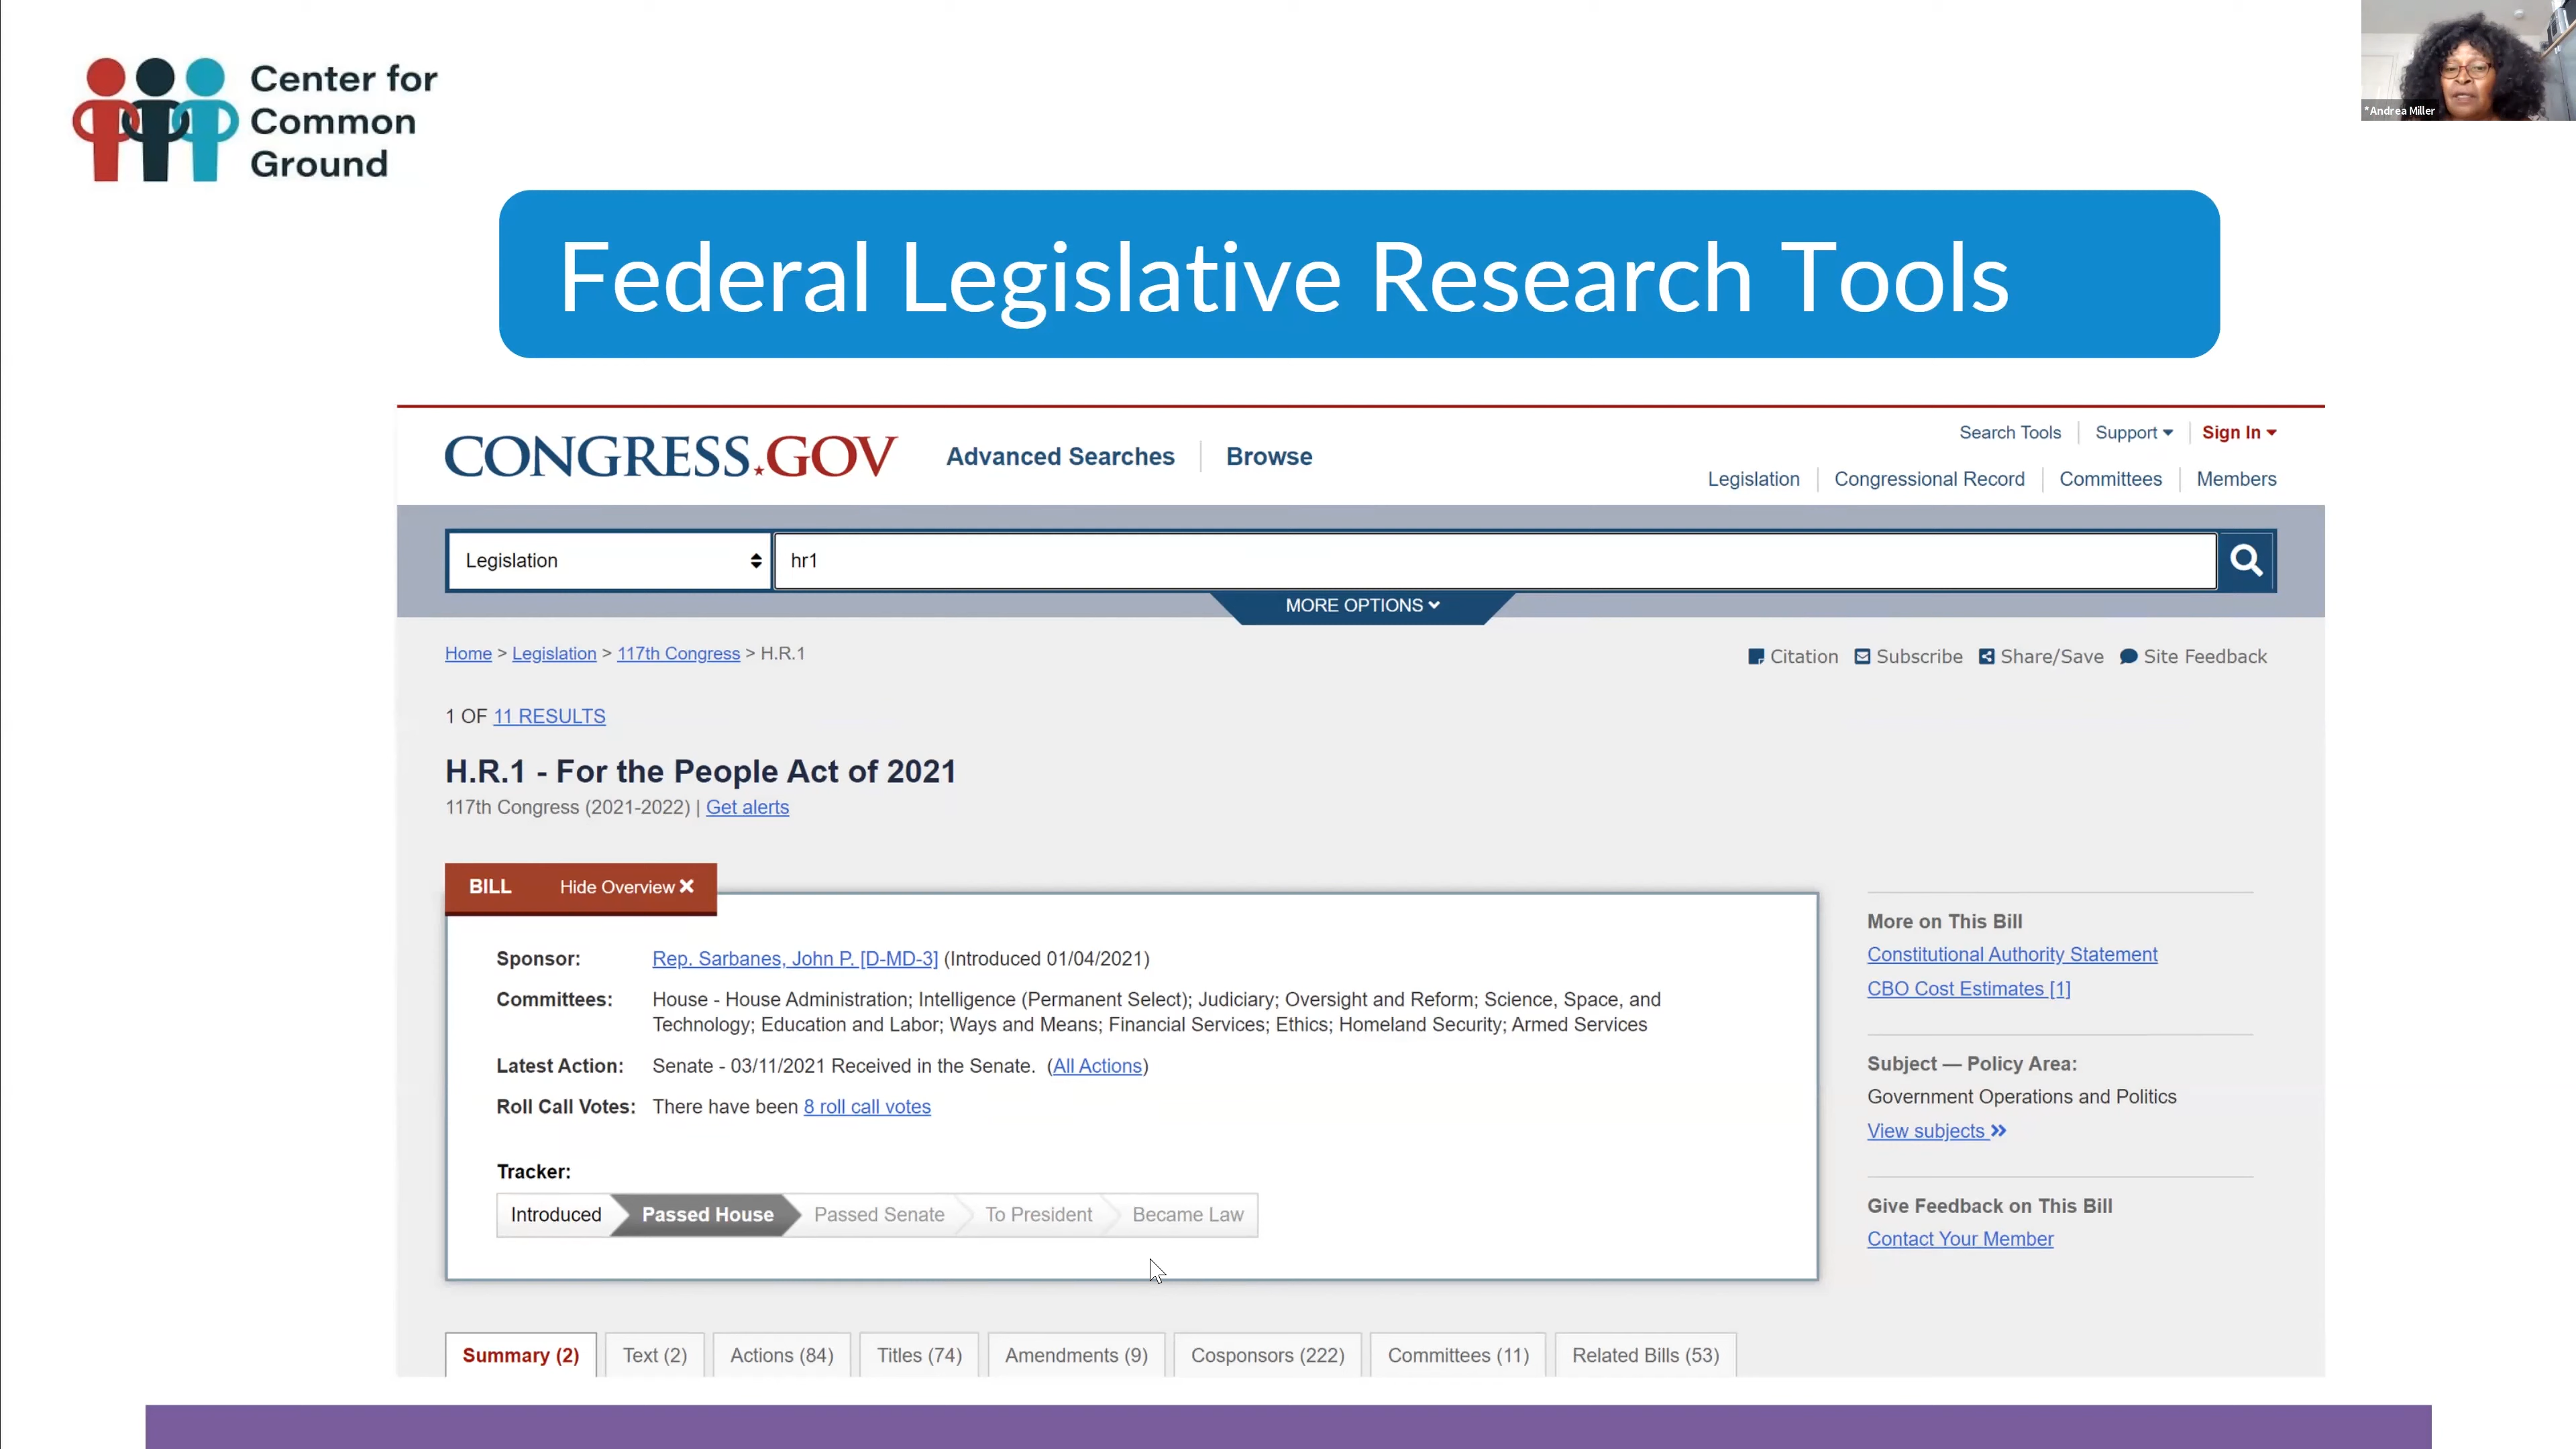 Center for
Common
Ground
*Andrea Miller
Federal Legislative Research Tools
CONGRESS.GOV
Advanced Searches
Browse
Search Tools
Support
Sign In
Legislation
Congressional Record
Committees
Members
Legislation
hr1
MORE OPTIONS
Home > Legislation > 117th Congress > H.R.1
Citation
Subscribe
Share/Save
Site Feedback
1 OF 11 RESULTS
H.R.1 - For the People Act of 2021
117th Congress (2021-2022) | Get alerts
BILL
Hide Overview
Sponsor: Rep. Sarbanes, John P. [D-MD-3] (Introduced 01/04/2021)
Committees: House - House Administration; Intelligence (Permanent Select); Judiciary; Oversight and Reform; Science, Space, and
Technology; Education and Labor; Ways and Means; Financial Services; Ethics; Homeland Security; Armed Services
Latest Action: Senate - 03/11/2021 Received in the Senate. (All Actions)
Roll Call Votes: There have been 8 roll call votes
Tracker:
Introduced
Passed House
Passed Senate
To President
Became Law
More on This Bill
Constitutional Authority Statement
CBO Cost Estimates [1]
Subject — Policy Area:
Government Operations and Politics
View subjects
Give Feedback on This Bill
Contact Your Member
Summary (2)
Text (2)
Actions (84)
Titles (74)
Amendments (9)
Cosponsors (222)
Committees (11)
Related Bills (53)